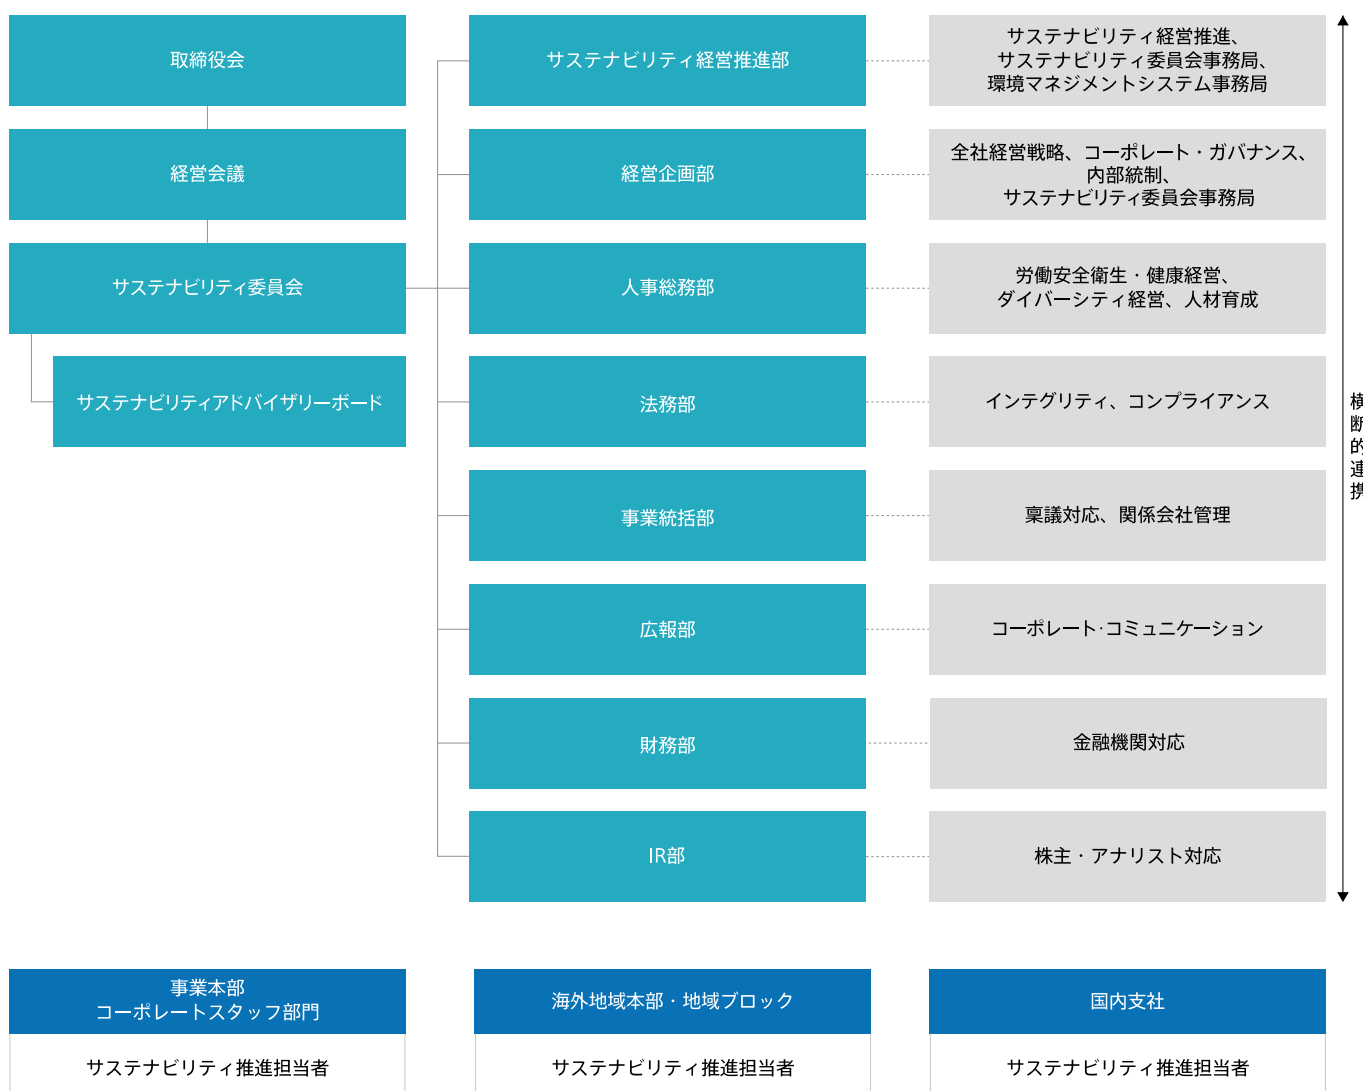 取締役会
経営会議
サステナビリティ委員会
サステナビリティアドバイザリーボード
サステナビリティ経営推進部
サステナビリティ経営推進、
サステナビリティ委員会事務局、
環境マネジメントシステム事務局
経営企画部
全社経営戦略、コーポレート・ガバナンス、
内部統制、
サステナビリティ委員会事務局
人事総務部
労働安全衛生・健康経営、
ダイバーシティ経営、人材育成
法務部
インテグリティ、コンプライアンス
事業統括部
稟議対応、関係会社管理
広報部
コーポレート·コミュニケーション
財務部
金融機関対応
IR部
株主・アナリスト対応
横断的連携
事業本部
コーポレートスタッフ部門
サステナビリティ推進担当者
海外地域本部・地域ブロック
サステナビリティ推進担当者
国内支社
サステナビリティ推進担当者